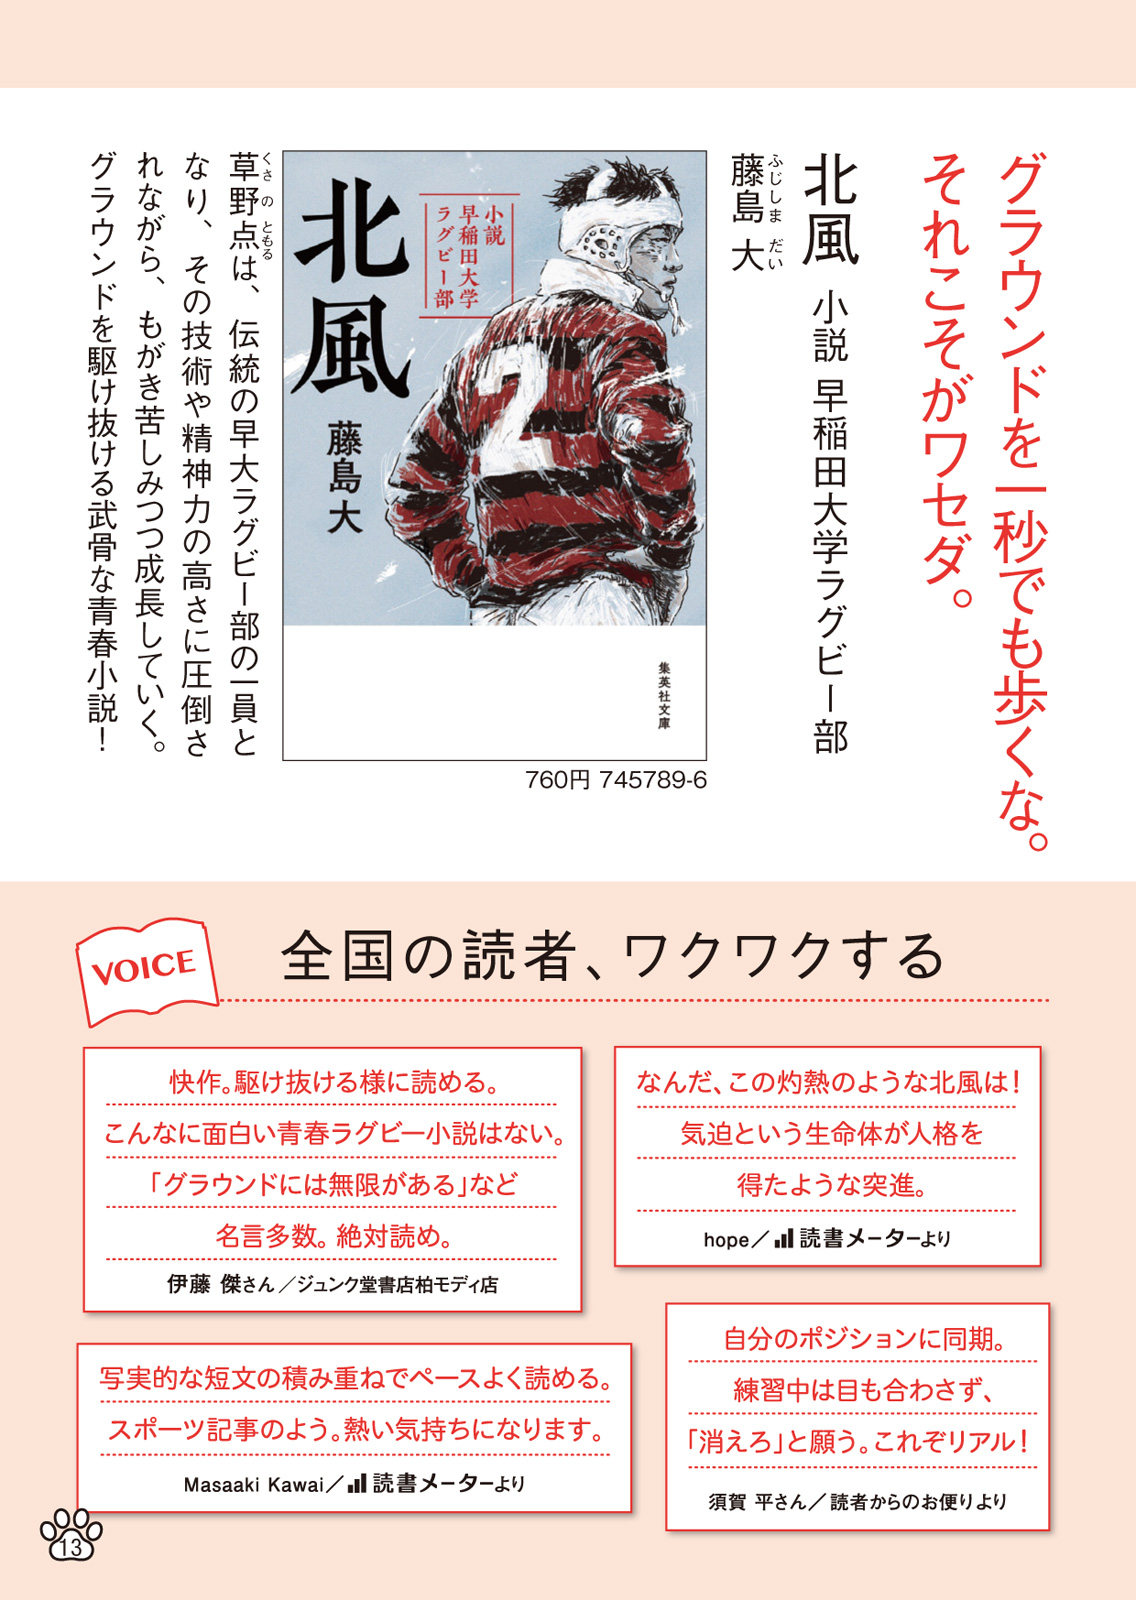 グラウンドを一秒でも歩くな。
それこそがワセダ。
北風 小説 早稲田大学ラグビー部
藤島 大
ふじしま だい
北風
小説
早稲田大学
ラグビー部
藤島大
集英社文庫
760円 745789-6
草野点は、伝統の早大ラグビー部の一員と
くさ の ともる
なり、その技術や精神力の高さに圧倒さ
れながら、もがき苦しみつつ成長していく。
グラウンドを駆け抜ける武骨な青春小説！
VOICE
全国の読者、ワクワクする
快作。駆け抜ける様に読める。
こんなに面白い青春ラグビー小説はない。
「グラウンドには無限がある」など
名言多数。絶対読め。
伊藤 傑さん／ジュンク堂書店柏モディ店
なんだ、この灼熱のような北風は！
気迫という生命体が人格を
得たような突進。
hope／読書メーターより
写実的な短文の積み重ねでペースよく読める。
スポーツ記事のよう。熱い気持ちになります。
Masaaki Kawai／読書メーターより
自分のポジションに同期。
練習中は目も合わさず、
「消えろ」と願う。これぞリアル！
須賀 平さん／読者からのお便りより
13
2